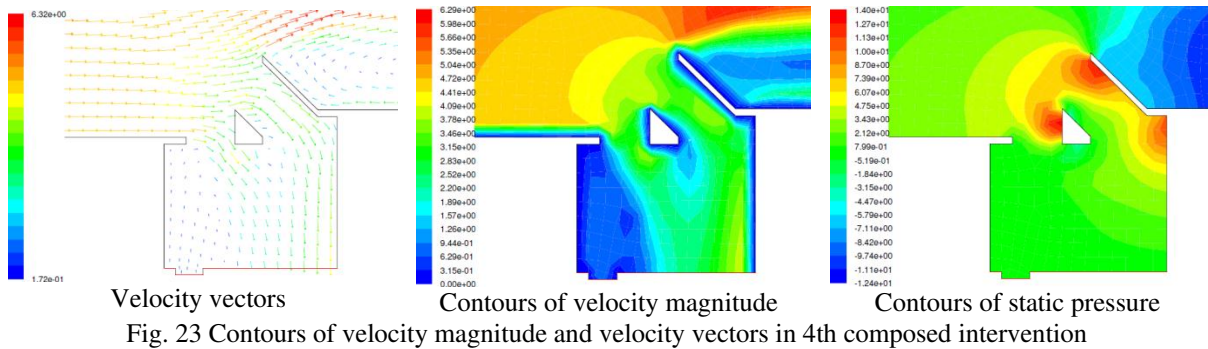 6.32e+00
1.72e-01
Velocity vectors
6.29e+00
5.98e+00
5.66e+00
5.35e+00
5.04e+00
4.72e+00
4.41e+00
4.09e+00
3.78e+00
3.46e+00
3.15e+00
2.83e+00
2.52e+00
2.20e+00
1.89e+00
1.57e+00
1.26e+00
9.44e-01
6.29e-01
3.15e-01
0.00e+00
Contours of velocity magnitude
1.40e+01
1.27e+01
1.13e+01
1.00e+01
8.70e+00
7.39e+00
6.07e+00
4.75e+00
3.43e+00
2.12e+00
7.99e-01
-5.19e-01
-1.84e+00
-3.15e+00
-4.47e+00
-5.79e+00
-7.11e+00
-8.42e+00
-9.74e+00
-1.11e+01
-1.24e+01
Contours of static pressure
Fig. 23 Contours of velocity magnitude and velocity vectors in 4th composed intervention